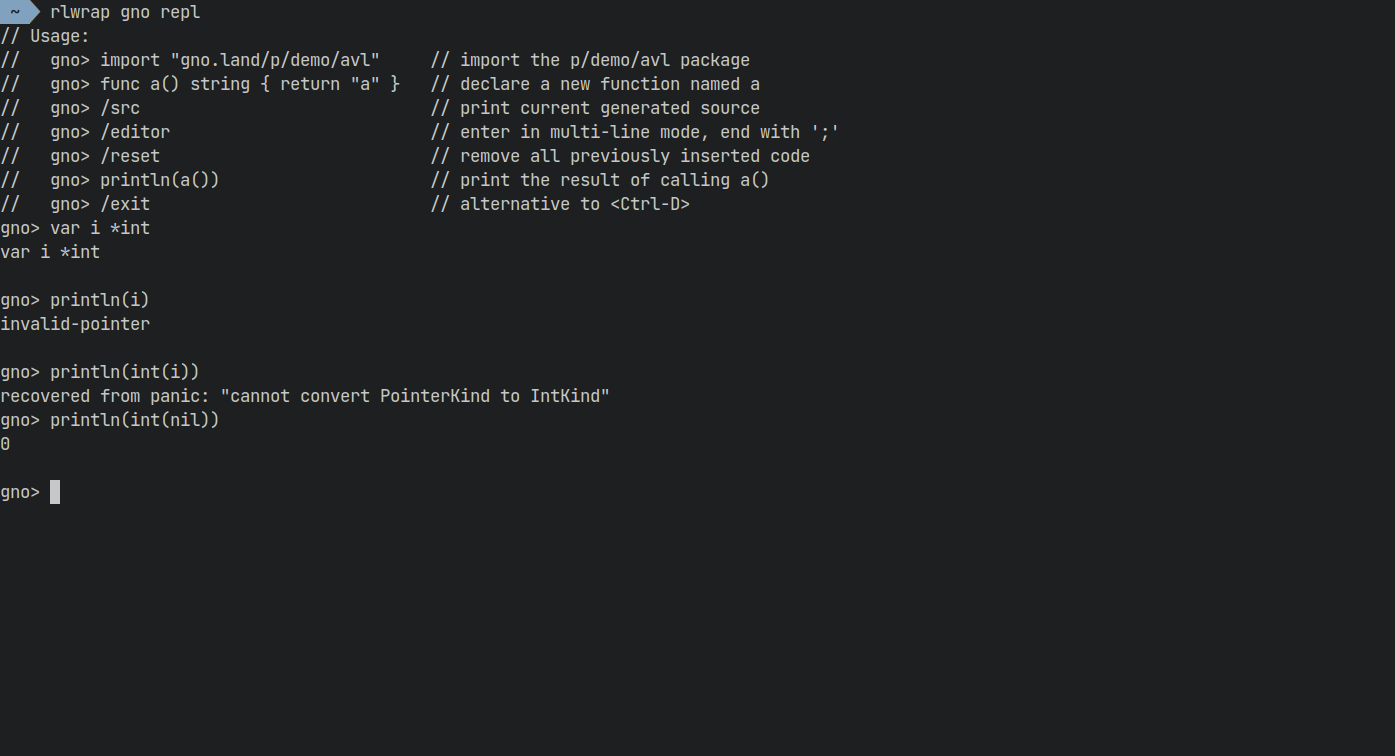 ~ rlwrap gno repl
// Usage:
//   gno> import "gno.land/p/demo/avl"     // import the p/demo/avl package
//   gno> func a() string { return "a" }   // declare a new function named a
//   gno> /src                             // print current generated source
//   gno> /editor                          // enter in multi-line mode, end with ';'
//   gno> /reset                           // remove all previously inserted code
//   gno> println(a())                     // print the result of calling a()
//   gno> /exit                            // alternative to <Ctrl-D>
gno> var i *int
var i *int
gno> println(i)
invalid-pointer
gno> println(int(i))
recovered from panic: "cannot convert PointerKind to IntKind"
gno> println(int(nil))
0
gno>